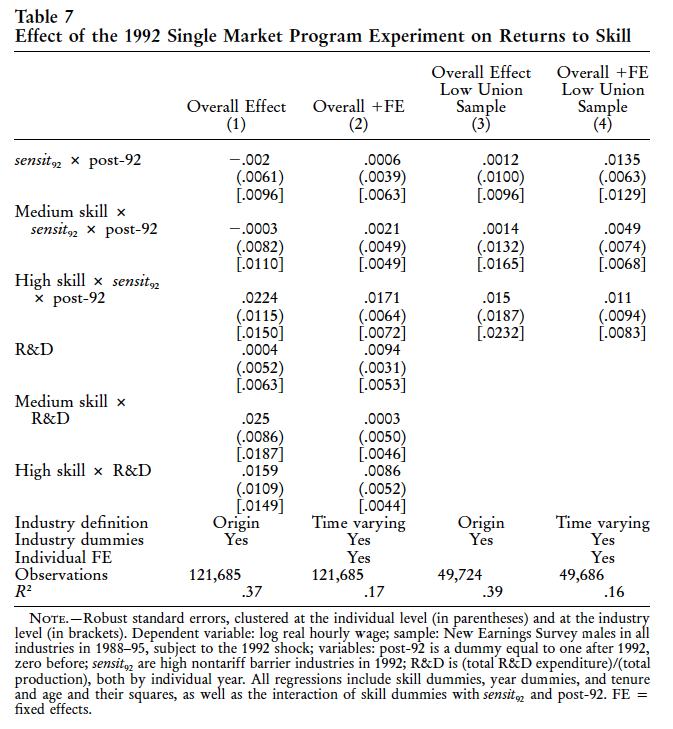 Table 7
Effect of the 1992 Single Market Program Experiment on Returns to Skill
Overall Effect Overall +FE
Low Union Low Union
Overall Effect Overall +FE Sample Sample
(1) (2) (3) (4)
sensit92 × post-92 −.002 .0006 .0012 .0135
(.0061) (.0039) (.0100) (.0063)
[.0096] [.0063] [.0096] [.0129]
Medium skill ×
sensit92 × post-92 −.0003 .0021 .0014 .0049
(.0082) (.0049) (.0132) (.0074)
[.0110] [.0049] [.0165] [.0068]
High skill × sensit92
× post-92 .0224 .0171 .015 .011
(.0115) (.0064) (.0187) (.0094)
[.0150] [.0072] [.0232] [.0083]
R&D .0004 .0094
(.0052) (.0031)
[.0063] [.0053]
Medium skill ×
R&D .025 .0003
(.0086) (.0050)
[.0187] [.0046]
High skill × R&D .0159 .0086
(.0109) (.0052)
[.0149] [.0044]
Industry definition Origin Time varying Origin Time varying
Industry dummies Yes Yes Yes Yes
Individual FE Yes Yes
Observations 121,685 121,685 49,724 49,686
R² .37 .17 .39 .16
NOTE.—Robust standard errors, clustered at the individual level (in parentheses) and at the industry
level (in brackets). Dependent variable: log real hourly wage; sample: New Earnings Survey males in all
industries in 1988–95, subject to the 1992 shock; variables: post-92 is a dummy equal to one after 1992,
zero before; sensit92 are high nontariff barrier industries in 1992; R&D is (total R&D expenditure)/(total
production), both by individual year. All regressions include skill dummies, year dummies, and tenure
and age and their squares, as well as the interaction of skill dummies with sensit92 and post-92. FE =
fixed effects.